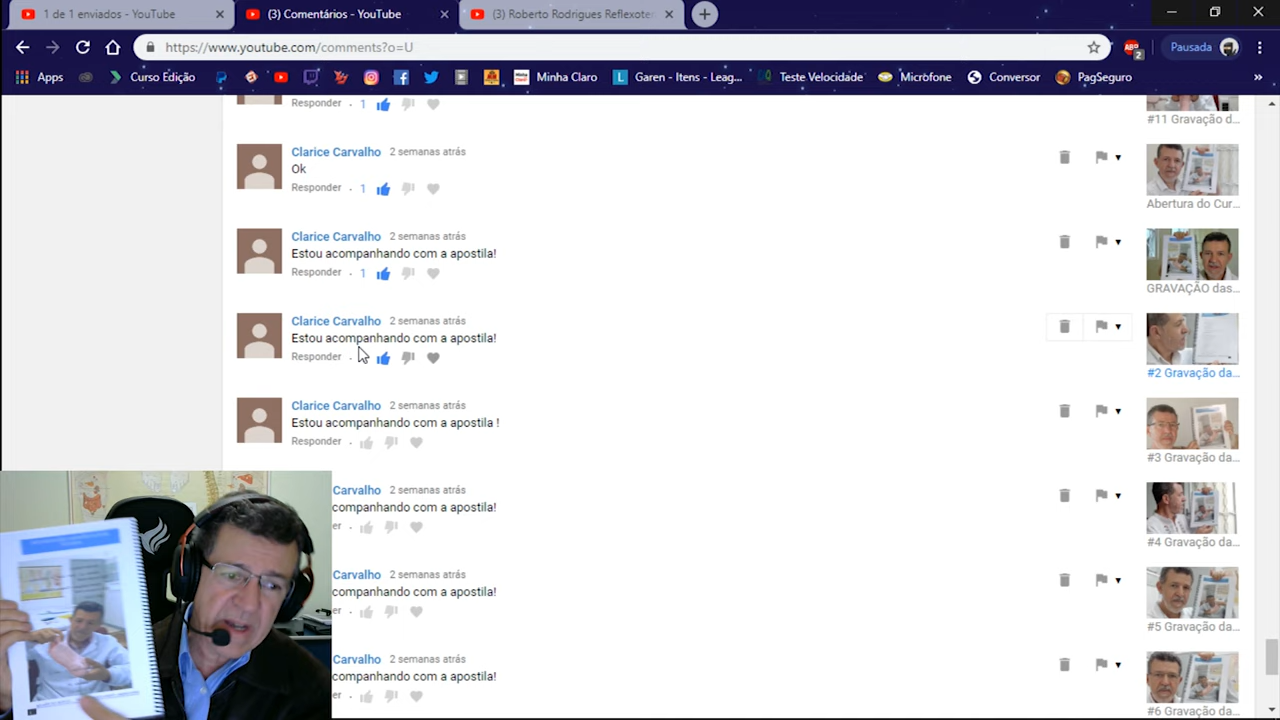 1 de 1 enviados - YouTube
(3) Comentários - YouTube
(3) Roberto Rodrigues Reflexoter
https://www.youtube.com/comments?o=U
ABP
2
Pausada
Apps
Curso Edição
Minha Claro
Garen - Itens - Leag...
Teste Velocidade
Micrôfone
Conversor
PagSeguro
»
Responder
1
#11 Gravação d...
Clarice Carvalho 2 semanas atrás
Ok
Responder
1
Abertura do Cur...
Clarice Carvalho 2 semanas atrás
Estou acompanhando com a apostila!
Responder
1
GRAVAÇÃO das...
Clarice Carvalho 2 semanas atrás
Estou acompanhando com a apostila!
Responder
#2 Gravação da...
Clarice Carvalho 2 semanas atrás
Estou acompanhando com a apostila !
Responder
#3 Gravação da...
Carvalho 2 semanas atrás
companhando com a apostila!
er
#4 Gravação da...
Carvalho 2 semanas atrás
companhando com a apostila!
er
#5 Gravação da...
Carvalho 2 semanas atrás
companhando com a apostila!
er
#6 Gravação da...